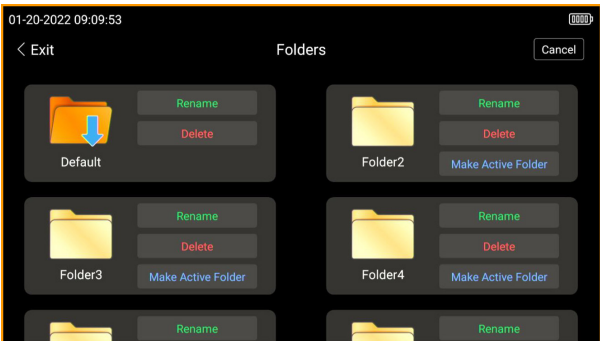 01-20-2022 09:09:53
Exit
Folders
Cancel
Rename
Delete
Default
Rename
Delete
Make Active Folder
Folder2
Rename
Delete
Make Active Folder
Folder3
Rename
Delete
Make Active Folder
Folder4
Rename
Rename